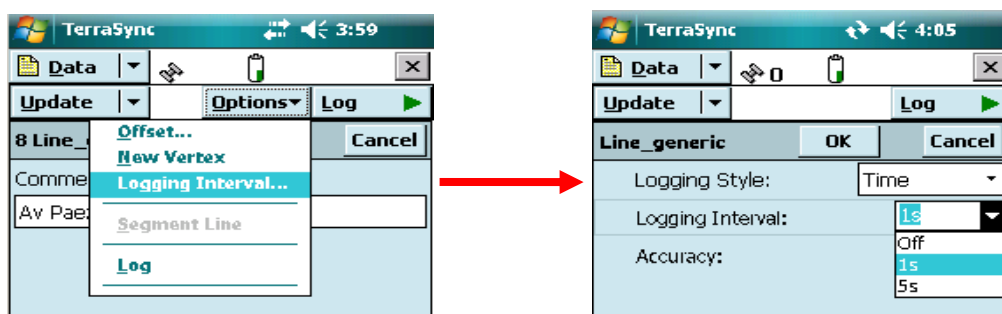 TerraSync 3:59
Data
Update Options Log
8 Line_ Cancel
Comme
Av Paez
Offset...
New Vertex
Logging Interval...
Segment Line
Log
TerraSync 4:05
Data 0
Update Log
Line_generic OK Cancel
Logging Style: Time
Logging Interval: 1s
Off
1s
5s
Accuracy: